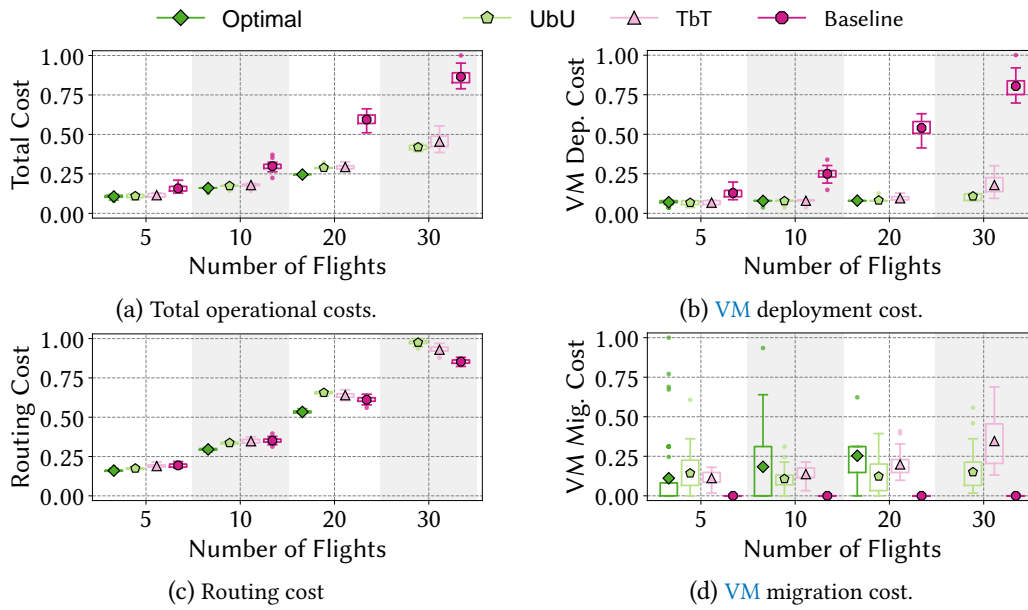 Optimal UbU TbT Baseline
Total Cost
1.00
0.75
0.50
0.25
0.00
5 10 20 30
Number of Flights
(a) Total operational costs.
VM Dep. Cost
1.00
0.75
0.50
0.25
0.00
5 10 20 30
Number of Flights
(b) VM deployment cost.
Routing Cost
1.00
0.75
0.50
0.25
0.00
5 10 20 30
Number of Flights
(c) Routing cost
VM Mig. Cost
1.00
0.75
0.50
0.25
0.00
5 10 20 30
Number of Flights
(d) VM migration cost.